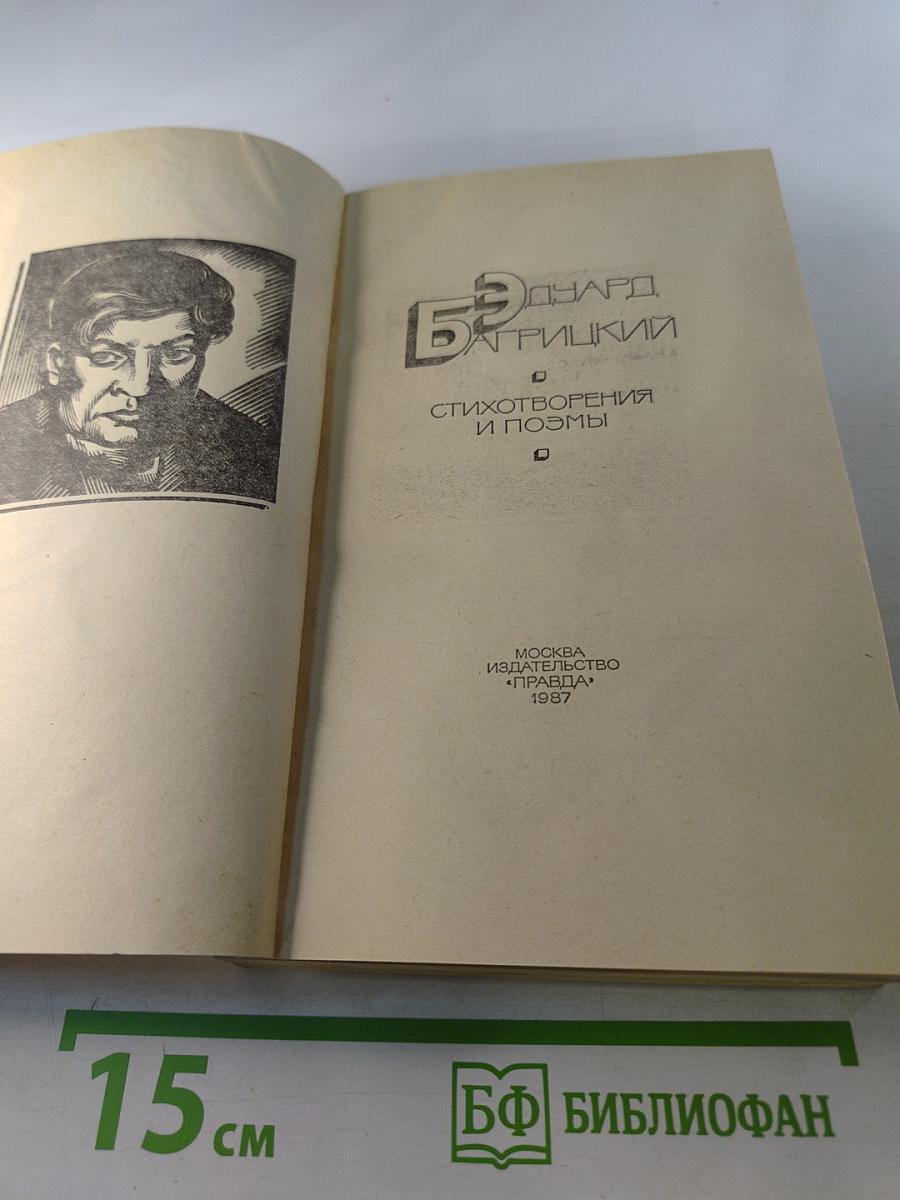 ЭДУАРД
БАГРИЦКИЙ
СТИХОТВОРЕНИЯ
И ПОЭМЫ
МОСКВА
ИЗДАТЕЛЬСТВО
«ПРАВДА»
1987
15 см
БФ БИБЛИОФАН